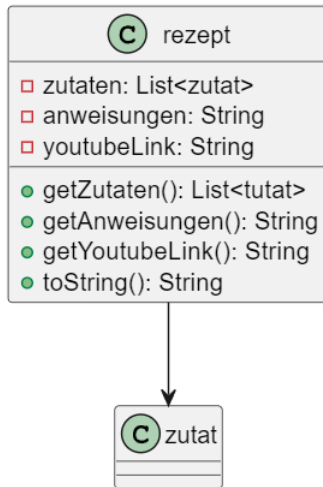 C rezept
zutaten: List<zutat>
anweisungen: String
youtubeLink: String
getZutaten(): List<tutat>
getAnweisungen(): String
getYoutubeLink(): String
toString(): String
C zutat